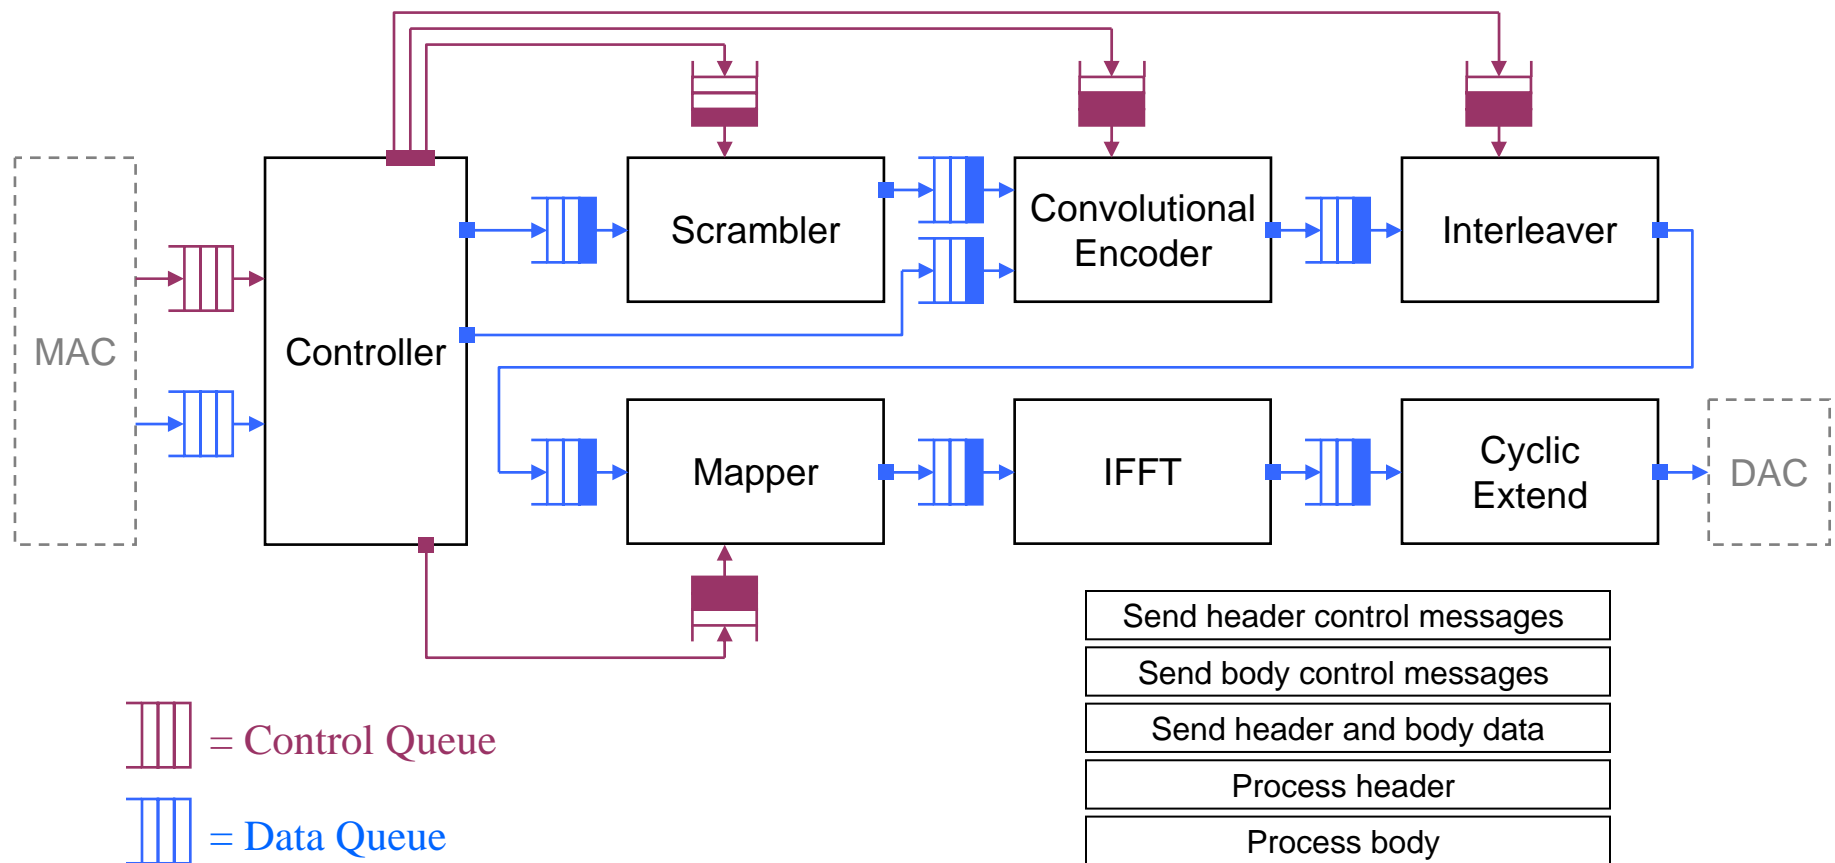 MAC
Controller
Scrambler
Convolutional
Encoder
Interleaver
Mapper
IFFT
Cyclic
Extend
DAC
Send header control messages
Send body control messages
Send header and body data
Process header
Process body
= Control Queue
= Data Queue